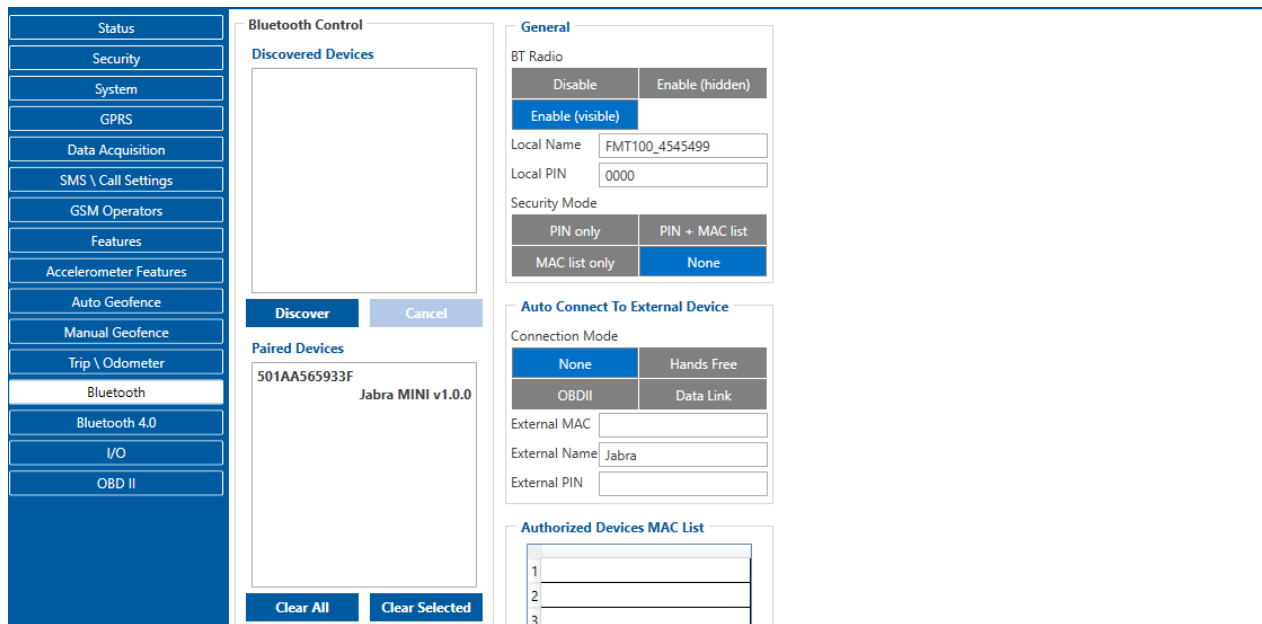 Status
Security
System
GPRS
Data Acquisition
SMS \ Call Settings
GSM Operators
Features
Accelerometer Features
Auto Geofence
Manual Geofence
Trip \ Odometer
Bluetooth
Bluetooth 4.0
I/O
OBD II
Bluetooth Control
Discovered Devices
Discover Cancel
Paired Devices
501AA565933F
Jabra MINI v1.0.0
Clear All Clear Selected
General
BT Radio
Disable Enable (hidden)
Enable (visible)
Local Name FMT100_4545499
Local PIN 0000
Security Mode
PIN only PIN + MAC list
MAC list only None
Auto Connect To External Device
Connection Mode
None Hands Free
OBDII Data Link
External MAC
External Name Jabra
External PIN
Authorized Devices MAC List
1
2
3